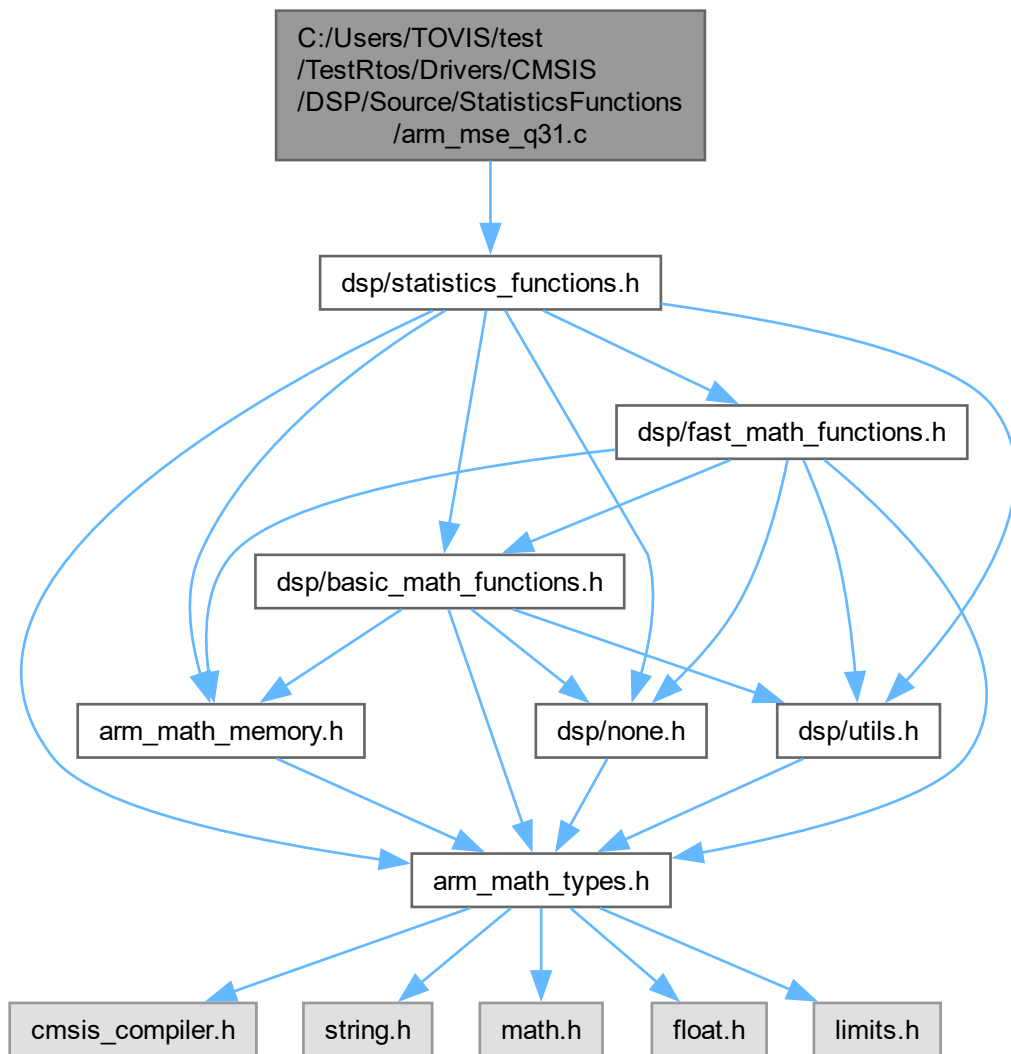 C:/Users/TOVIS/test
/TestRtos/Drivers/CMSIS
/DSP/Source/StatisticsFunctions
/arm_mse_q31.c
dsp/statistics_functions.h
dsp/fast_math_functions.h
dsp/basic_math_functions.h
arm_math_memory.h
dsp/none.h
dsp/utils.h
arm_math_types.h
cmsis_compiler.h
string.h
math.h
float.h
limits.h